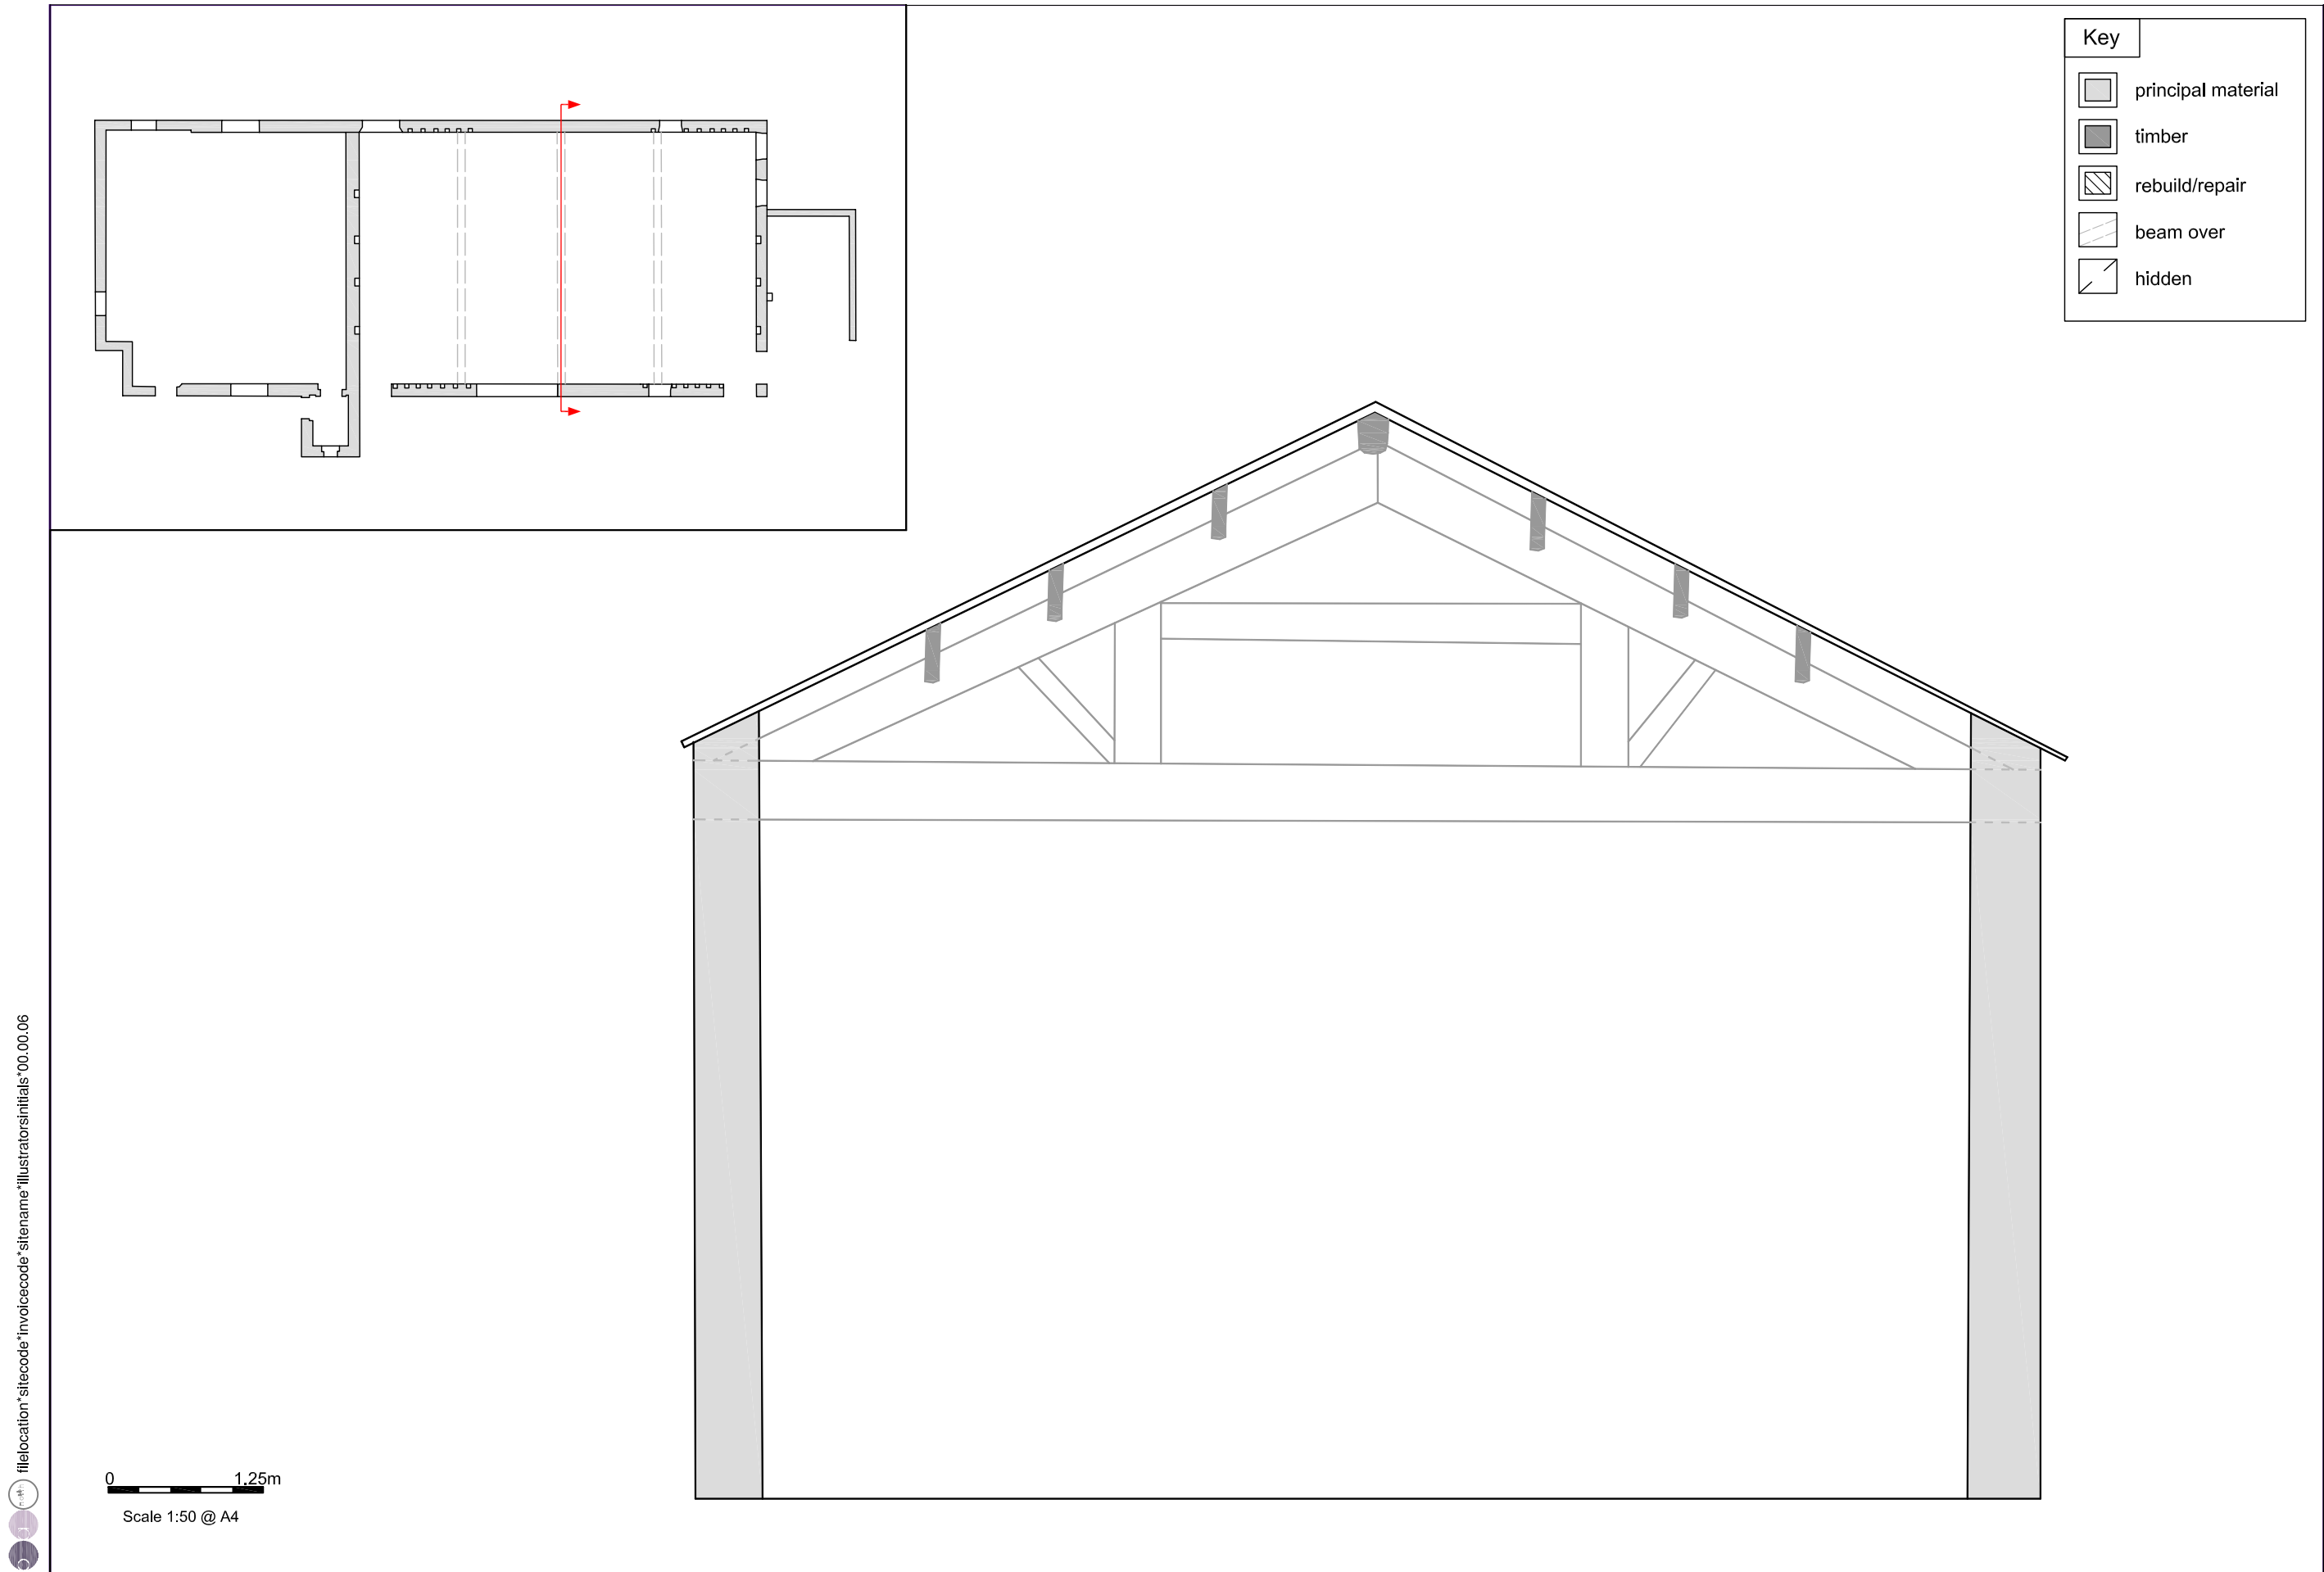 Key
principal material
timber
rebuild/repair
beam over
hidden
filelocation*sitecode*invoicecode*sitename*illustratorsinitials*00.00.06
0 1.25m
Scale 1:50 @ A4